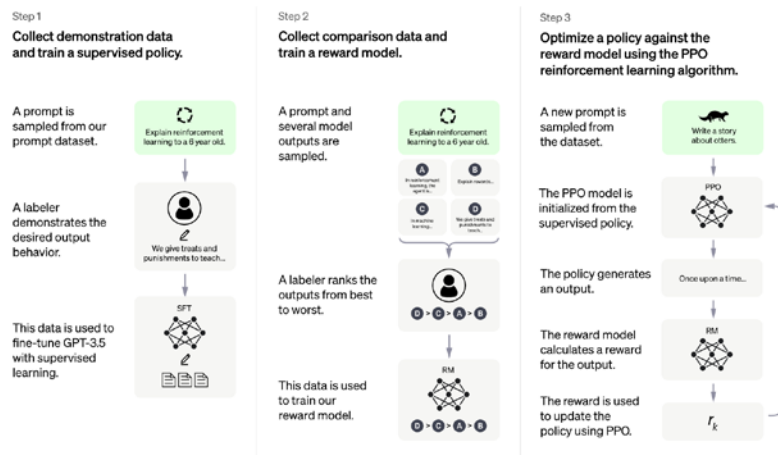 Step 1
Collect demonstration data
and train a supervised policy.
A prompt is
sampled from our
prompt dataset.
Explain reinforcement
learning to a 6 year old.
A labeler
demonstrates the
desired output
behavior.
We give treats and
punishments to teach...
This data is used to
fine-tune GPT-3.5
with supervised
learning.
SFT
Step 2
Collect comparison data and
train a reward model.
A prompt and
several model
outputs are
sampled.
Explain reinforcement
learning to a 6 year old.
A
In reinforcement
learning, the
agent is...
B
Explain rewards...
C
In machine
learning...
D
We give treats and
punishments to
teach...
A labeler ranks the
outputs from best
to worst.
D > C > A > B
This data is used
to train our
reward model.
RM
D > C > A > B
Step 3
Optimize a policy against the
reward model using the PPO
reinforcement learning algorithm.
A new prompt is
sampled from
the dataset.
Write a story
about otters.
The PPO model is
initialized from the
supervised policy.
PPO
The policy generates
an output.
Once upon a time...
The reward model
calculates a reward
for the output.
RM
The reward is used
to update the
policy using PPO.
rk